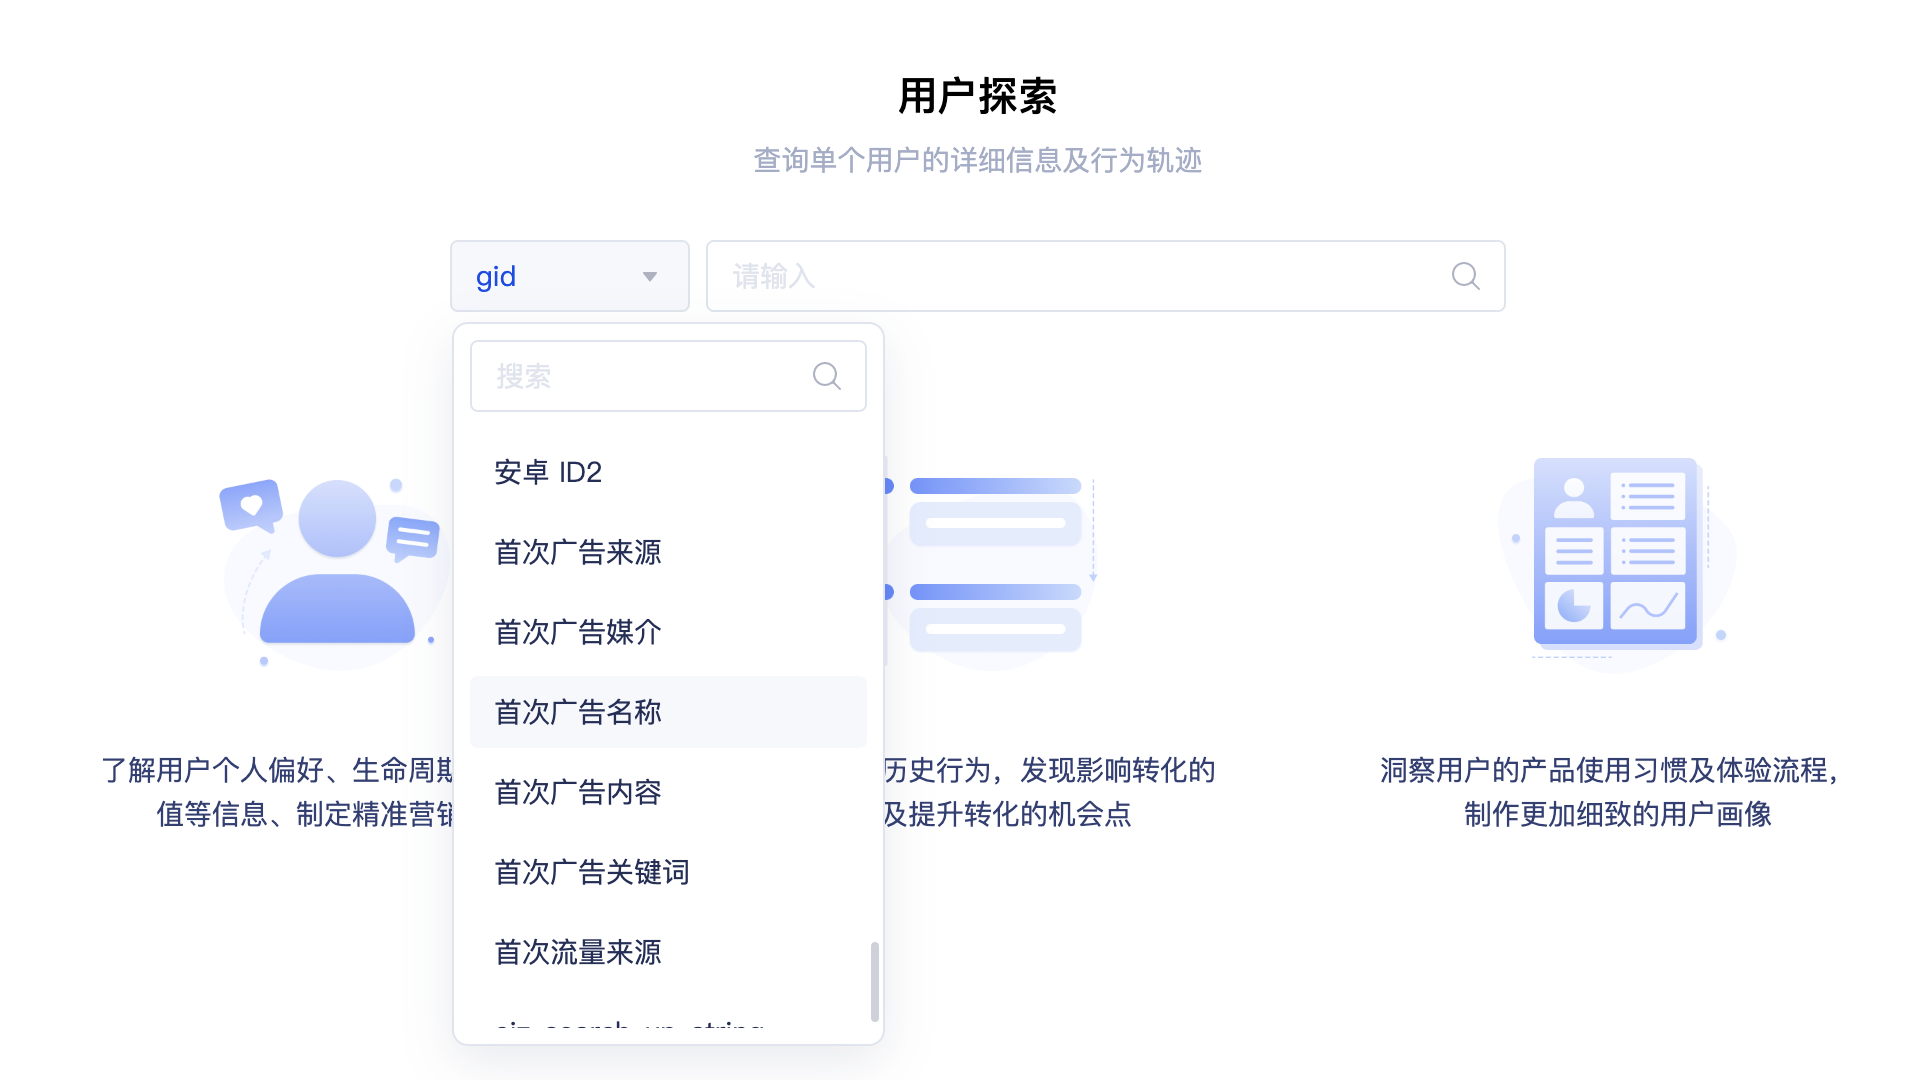 用户探索
查询单个用户的详细信息及行为轨迹
gid
请输入
搜索
安卓 ID2
首次广告来源
首次广告媒介
首次广告名称
首次广告内容
首次广告关键词
首次流量来源
了解用户个人偏好、生命周期
值等信息、制定精准营销
历史行为，发现影响转化的
及提升转化的机会点
洞察用户的产品使用习惯及体验流程，
制作更加细致的用户画像